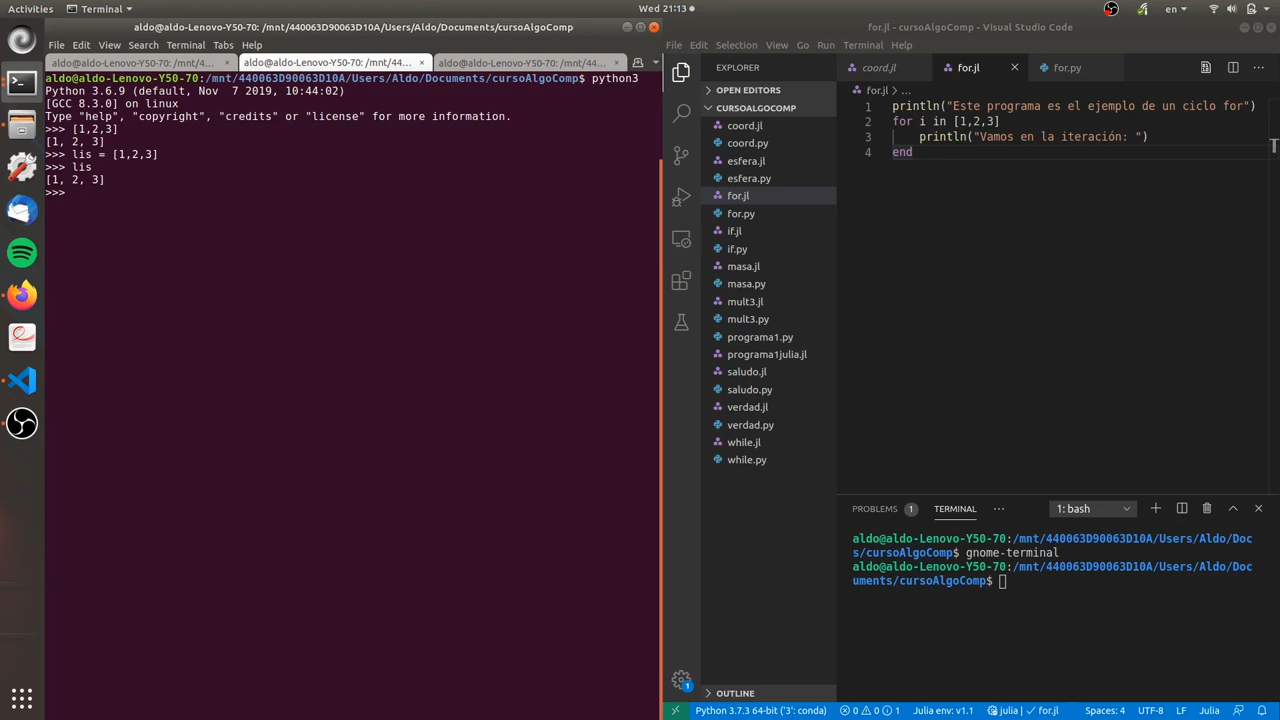 Activities
Terminal
Wed 21:13
en
aldo@aldo-Lenovo-Y50-70: /mnt/440063D90063D10A/Users/Aldo/Documents/cursoAlgoComp
File Edit View Search Terminal Tabs Help
aldo@aldo-Lenovo-Y50-70: /mnt/4... × aldo@aldo-Lenovo-Y50-70: /mnt/44... × aldo@aldo-Lenovo-Y50-70: /mnt/44... ×
aldo@aldo-Lenovo-Y50-70:/mnt/440063D90063D10A/Users/Aldo/Documents/cursoAlgoComp$ python3
Python 3.6.9 (default, Nov  7 2019, 10:44:02)
[GCC 8.3.0] on linux
Type "help", "copyright", "credits" or "license" for more information.
>>> [1,2,3]
[1, 2, 3]
>>> lis = [1,2,3]
>>> lis
[1, 2, 3]
>>>
for.jl - cursoAlgoComp - Visual Studio Code
File Edit Selection View Go Run Terminal Help
EXPLORER
OPEN EDITORS
CURSOALGOCOMP
coord.jl
coord.py
esfera.jl
esfera.py
for.jl
for.py
if.jl
if.py
masa.jl
masa.py
mult3.jl
mult3.py
programa1.py
programa1julia.jl
saludo.jl
saludo.py
verdad.jl
verdad.py
while.jl
while.py
OUTLINE
coord.jl for.jl × for.py
for.jl > ...
1 println("Este programa es el ejemplo de un ciclo for")
2 for i in [1,2,3]
3 println("Vamos en la iteración: ")
4 end
PROBLEMS 1 TERMINAL ... 1: bash
aldo@aldo-Lenovo-Y50-70:/mnt/440063D90063D10A/Users/Aldo/Doc
s/cursoAlgoComp$ gnome-terminal
aldo@aldo-Lenovo-Y50-70:/mnt/440063D90063D10A/Users/Aldo/Doc
uments/cursoAlgoComp$
1
Python 3.7.3 64-bit ('3': conda) 0 0 1 Julia env: v1.1 julia | ✓ for.jl Spaces: 4 UTF-8 LF Julia